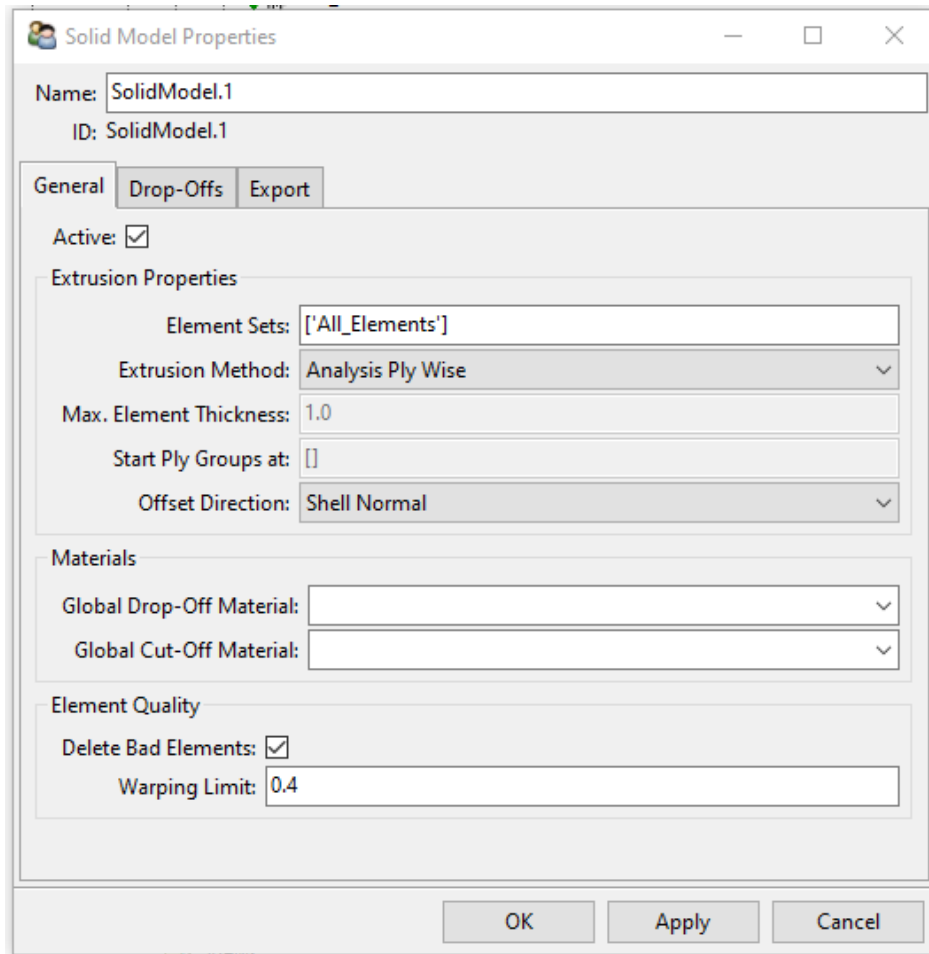 Solid Model Properties
Name: SolidModel.1
ID: SolidModel.1
General Drop-Offs Export
Active:
Extrusion Properties
Element Sets: ['All_Elements']
Extrusion Method: Analysis Ply Wise
Max. Element Thickness: 1.0
Start Ply Groups at: []
Offset Direction: Shell Normal
Materials
Global Drop-Off Material:
Global Cut-Off Material:
Element Quality
Delete Bad Elements:
Warping Limit: 0.4
OK Apply Cancel